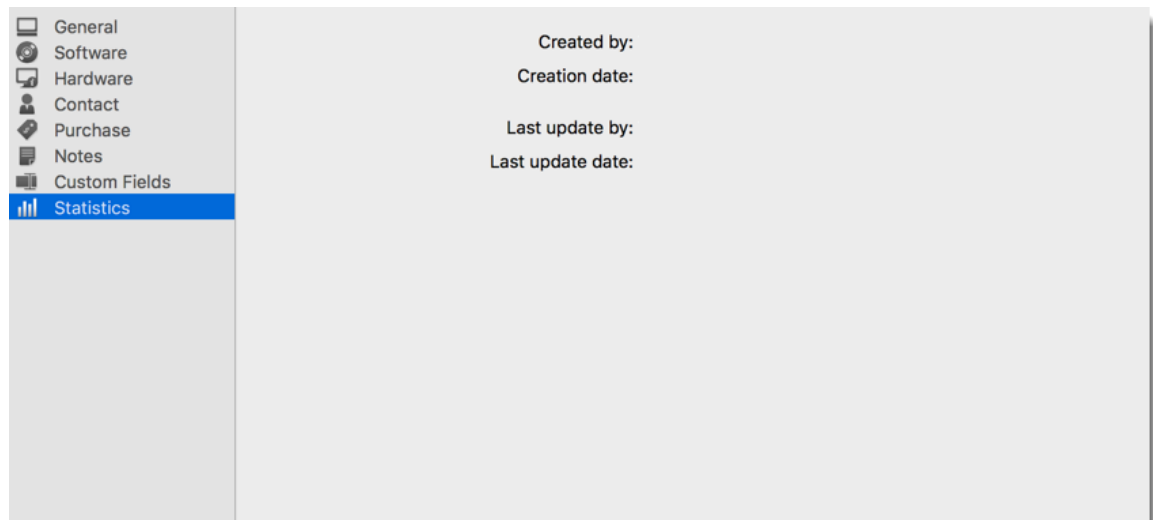 General
Software
Hardware
Contact
Purchase
Notes
Custom Fields
Statistics
Created by:
Creation date:
Last update by:
Last update date: